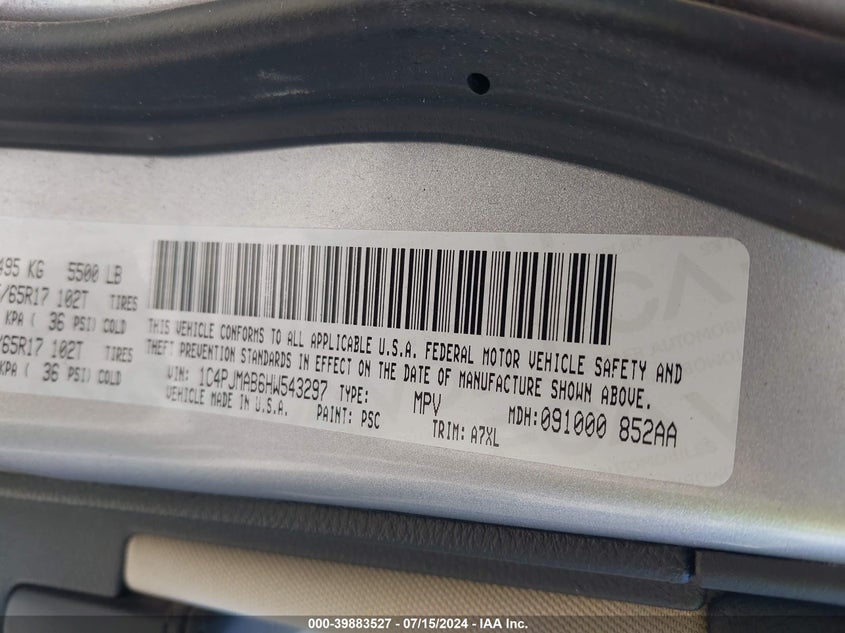 495 KG 5500 LB
/65R17 102T TIRES
KPA ( 36 PSI) COLD
/65R17 102T TIRES
KPA ( 36 PSI) COLD
THIS VEHICLE CONFORMS TO ALL APPLICABLE U.S.A. FEDERAL MOTOR VEHICLE SAFETY AND
THEFT PREVENTION STANDARDS IN EFFECT ON THE DATE OF MANUFACTURE SHOWN ABOVE.
VIN: 1C4PJMAB6HW543297 TYPE: MPV MDH:091000 852AA
VEHICLE MADE IN U.S.A. PAINT: PSC TRIM: A7XL
000-39883527 - 07/15/2024 - IAA Inc.